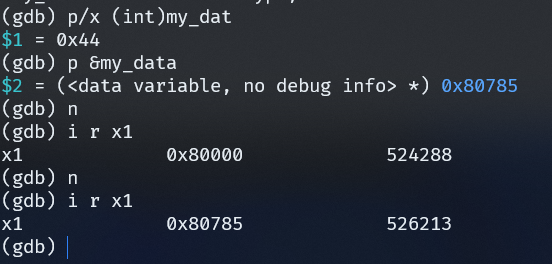 (gdb) p/x (int)my_dat
$1 = 0x44
(gdb) p &my_data
$2 = (<data variable, no debug info> *) 0x80785
(gdb) n
(gdb) i r x1
x1 0x80000 524288
(gdb) n
(gdb) i r x1
x1 0x80785 526213
(gdb)